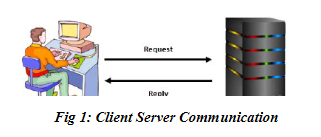 Request
Reply
Fig 1: Client Server Communication